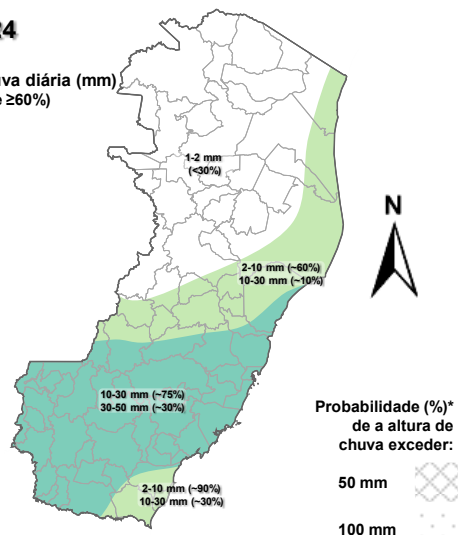 24
uva diária (mm)
e ≥60%)
1-2 mm
(<30%)
N
2-10 mm (~60%)
10-30 mm (~10%)
10-30 mm (~75%)
30-50 mm (~30%)
Probabilidade (%)*
de a altura de
chuva exceder:
2-10 mm (~90%)
10-30 mm (~30%)
50 mm
100 mm